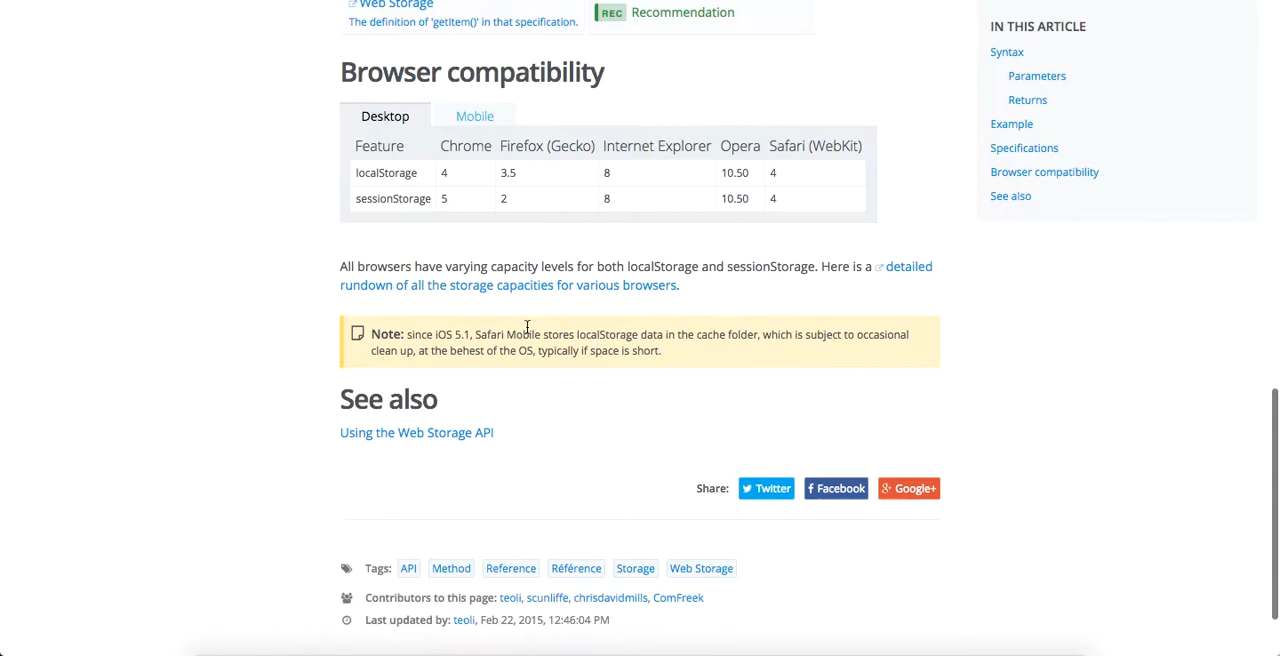 Web Storage
The definition of 'getItem()' in that specification.
REC Recommendation
Browser compatibility
Desktop Mobile
Feature Chrome Firefox (Gecko) Internet Explorer Opera Safari (WebKit)
localStorage 4 3.5 8 10.50 4
sessionStorage 5 2 8 10.50 4
All browsers have varying capacity levels for both localStorage and sessionStorage. Here is a detailed
rundown of all the storage capacities for various browsers.
Note: since iOS 5.1, Safari Mobile stores localStorage data in the cache folder, which is subject to occasional
clean up, at the behest of the OS, typically if space is short.
See also
Using the Web Storage API
Share: Twitter Facebook Google+
Tags: API Method Reference Référence Storage Web Storage
Contributors to this page: teoli, scunliffe, chrisdavidmills, ComFreek
Last updated by: teoli, Feb 22, 2015, 12:46:04 PM
IN THIS ARTICLE
Syntax
Parameters
Returns
Example
Specifications
Browser compatibility
See also